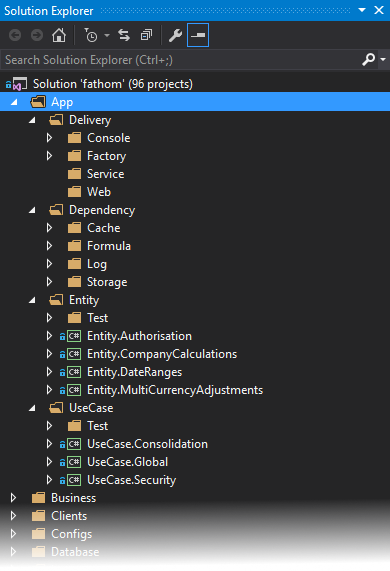 Solution Explorer
Search Solution Explorer (Ctrl+;)
Solution 'fathom' (96 projects)
App
Delivery
Console
Factory
Service
Web
Dependency
Cache
Formula
Log
Storage
Entity
Test
C# Entity.Authorisation
C# Entity.CompanyCalculations
C# Entity.DateRanges
C# Entity.MultiCurrencyAdjustments
UseCase
Test
C# UseCase.Consolidation
C# UseCase.Global
C# UseCase.Security
Business
Clients
Configs
Database